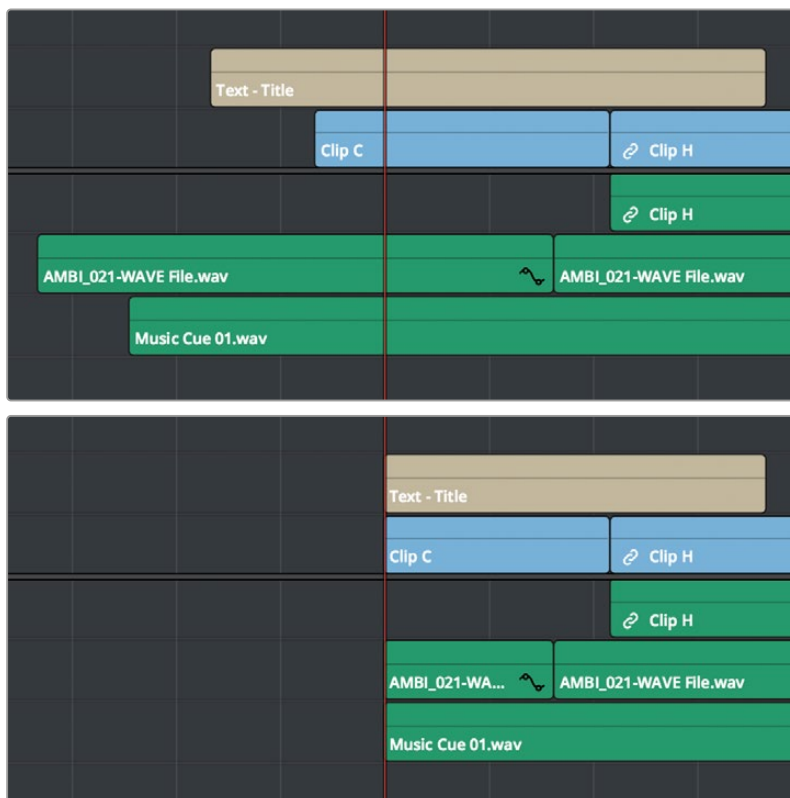 Text - Title
Clip C
Clip H
Clip H
AMBI_021-WAVE File.wav
AMBI_021-WAVE File.wav
Music Cue 01.wav
Text - Title
Clip C
Clip H
Clip H
AMBI_021-WA...
AMBI_021-WAVE File.wav
Music Cue 01.wav